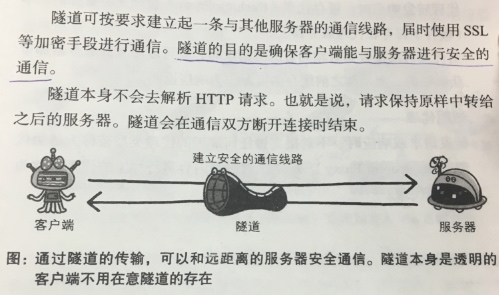 隧道可按要求建立起一条与其他服务器的通信线路，届时使用 SSL
等加密手段进行通信。隧道的目的是确保客户端能与服务器进行安全的
通信。
隧道本身不会去解析 HTTP 请求。也就是说，请求保持原样中转给
之后的服务器。隧道会在通信双方断开连接时结束。
建立安全的通信线路
客户端
隧道
服务器
图：通过隧道的传输，可以和远距离的服务器安全通信。隧道本身是透明的，
客户端不用在意隧道的存在